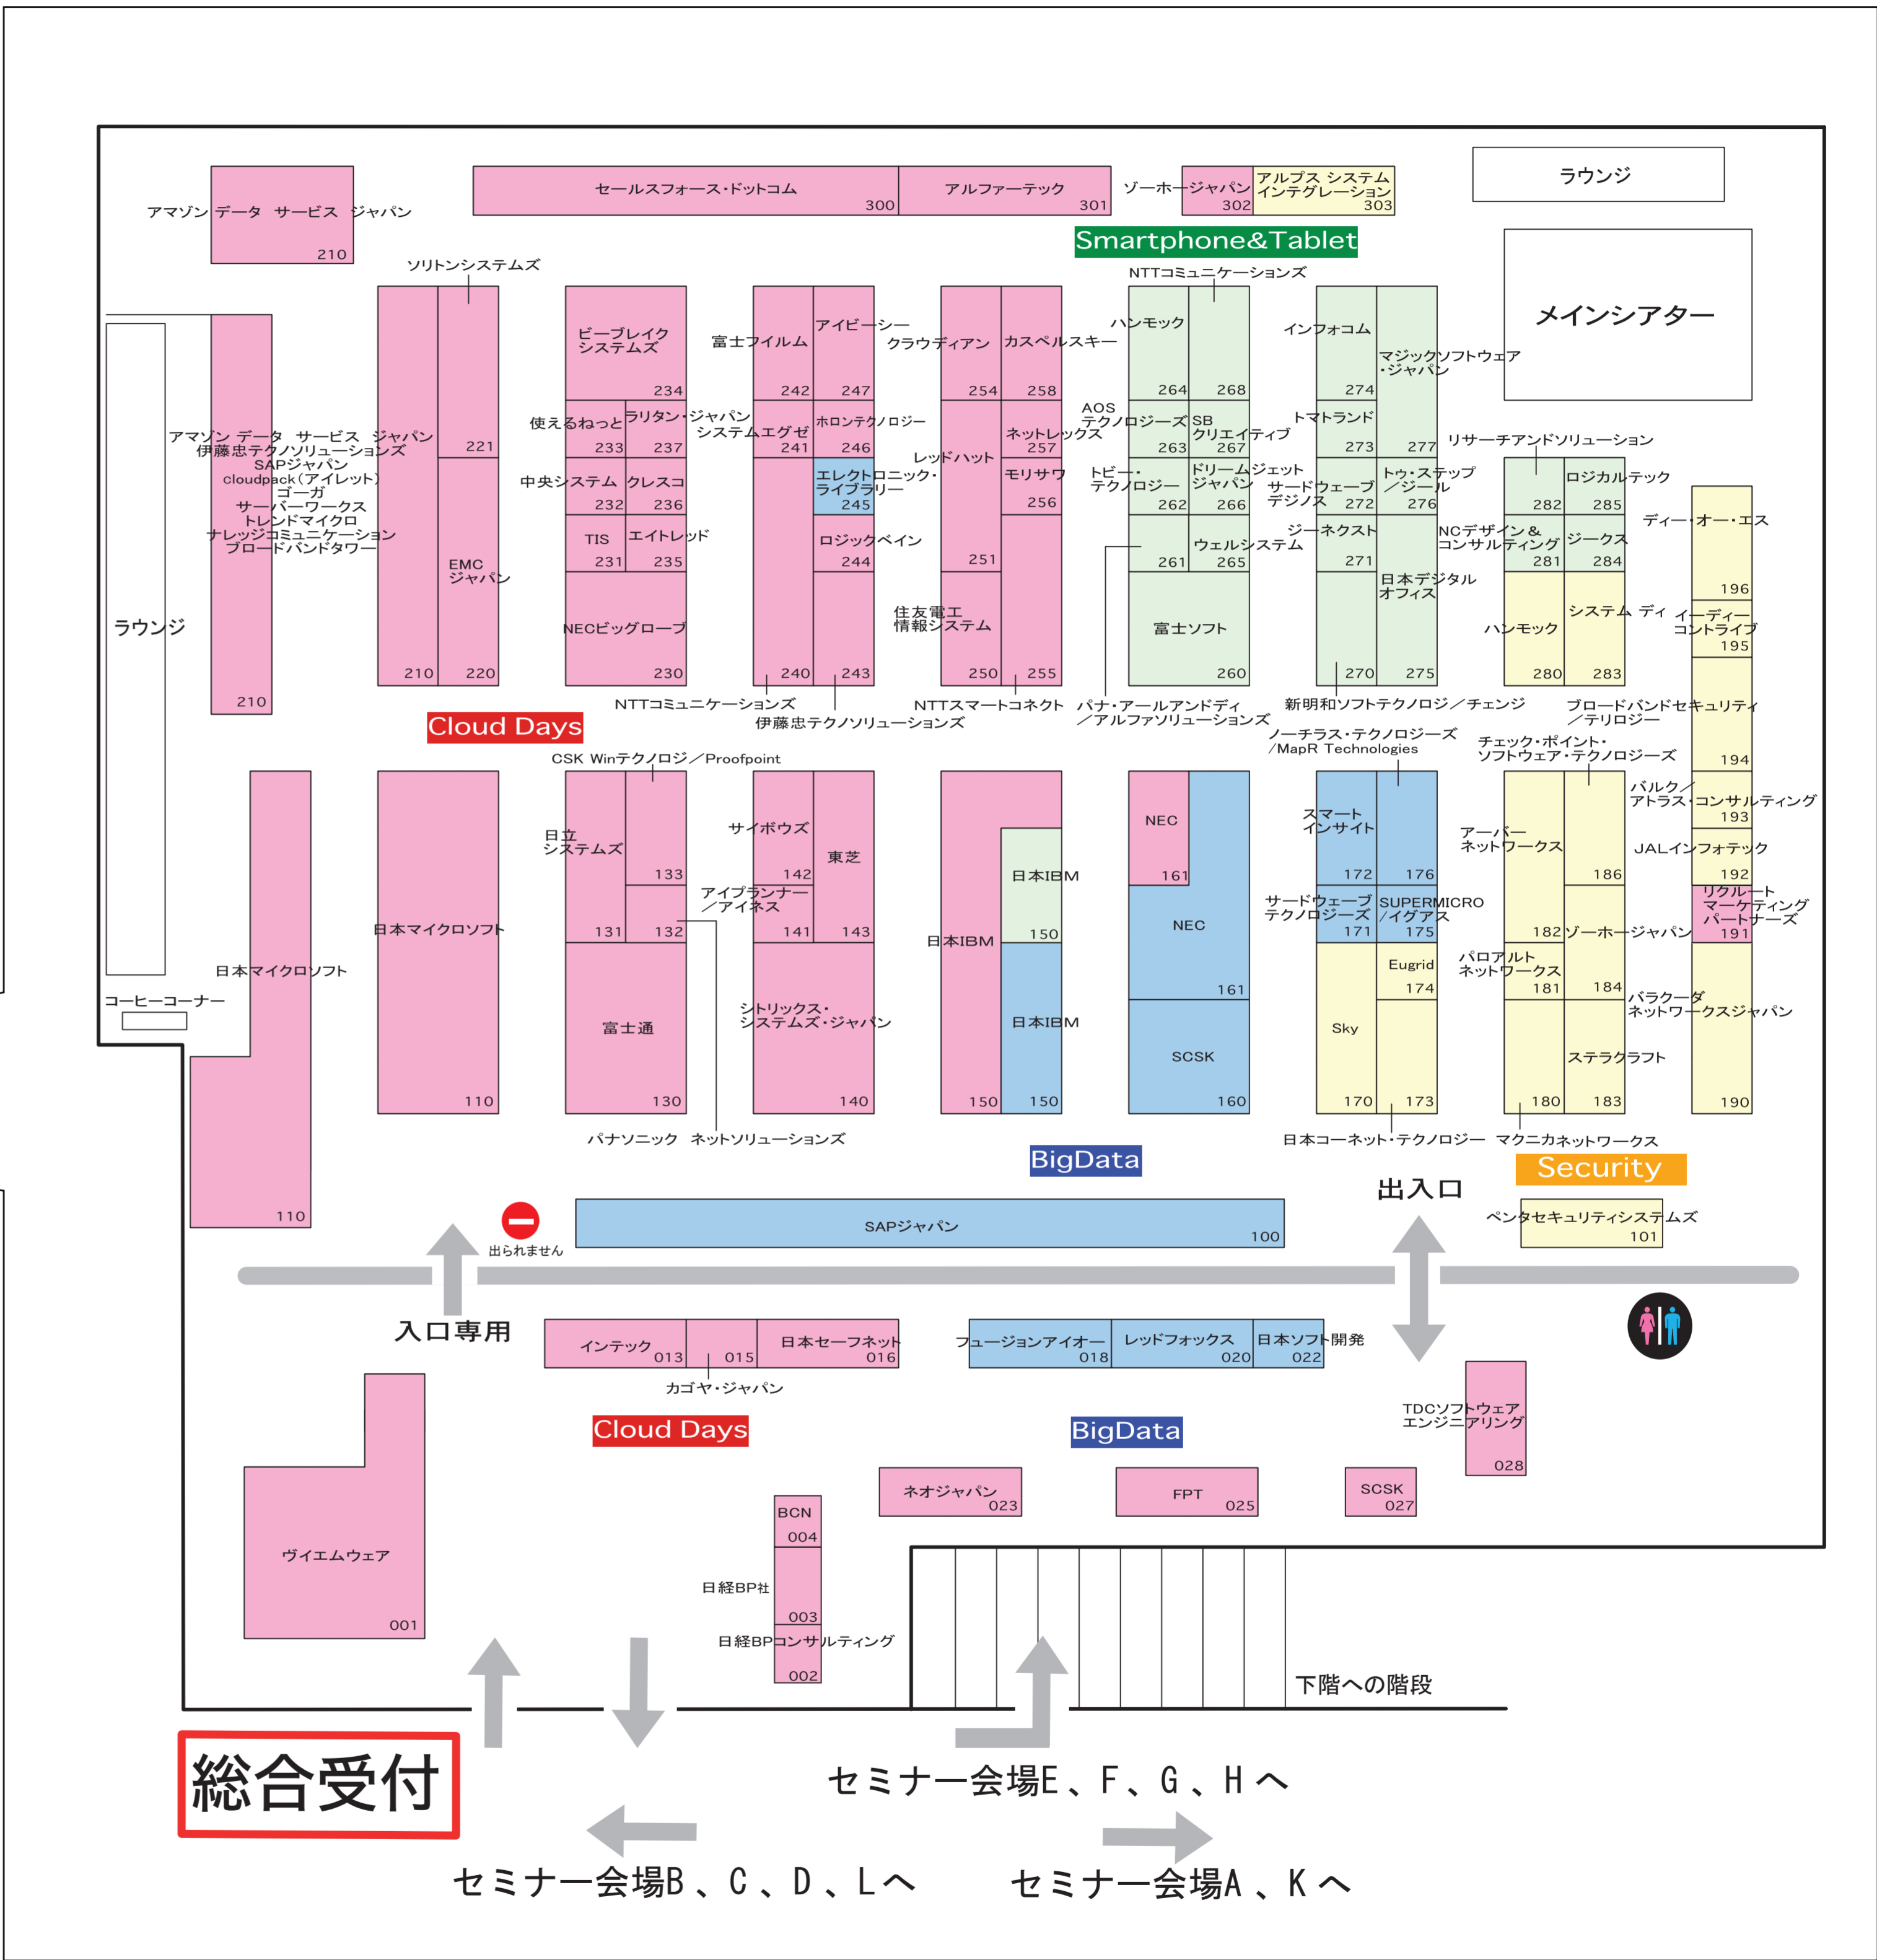 アマゾン データ サービス ジャパン
210
セールスフォース・ドットコム
300
アルファーテック
301
ゾーホージャパン
302
アルプス システム
インテグレーション
303
ラウンジ
Smartphone&Tablet
メインシアター
ラウンジ
アマゾン データ サービス ジャパン
伊藤忠テクノソリューションズ
SAPジャパン
cloudpack(アイレット)
ゴーガ
サーバーワークス
トレンドマイクロ
ナレッジコミュニケーション
ブロードバンドタワー
210
210
ソリトンシステムズ
221
EMC
ジャパン
220
ビーブレイク
システムズ
234
使えるねっと
233
ラリタン・ジャパン
237
中央システム
232
クレスコ
236
TIS
231
エイトレッド
235
NECビッグローブ
230
富士フイルム
242
アイビーシー
247
システムエグゼ
241
ホロンテクノロジー
246
エレクトロニック・
ライブラリー
245
ロジックベイン
244
240
243
NTTコミュニケーションズ
伊藤忠テクノソリューションズ
クラウディアン
254
カスペルスキー
258
レッドハット
251
ネットレックス
257
モリサワ
256
住友電工
情報システム
250
255
NTTスマートコネクト
NTTコミュニケーションズ
ハンモック
264
268
AOS
テクノロジーズ
263
SB
クリエイティブ
267
トビー・
テクノロジー
262
ドリームジェット
ジャパン
266
261
ウェルシステム
265
富士ソフト
260
パナ・アールアンドディ
/アルファソリューションズ
インフォコム
274
マジックソフトウェア
・ジャパン
277
トマトランド
273
サードウェーブ
デジノス
272
トゥ・ステップ
/ジール
276
ジーネクスト
271
日本デジタル
オフィス
270
275
新明和ソフトテクノロジ/チェンジ
リサーチアンドソリューション
282
ロジカルテック
285
NCデザイン&
コンサルティング
281
ジークス
284
ハンモック
280
システム ディ
283
ディー・オー・エス
196
イーディー
コントライブ
195
ブロードバンドセキュリティ
/テリロジー
194
バルク/
アトラス・コンサルティング
193
JALインフォテック
192
リクルート
マーケティング
パートナーズ
191
バラクーダ
ネットワークスジャパン
190
Cloud Days
コーヒーコーナー
日本マイクロソフト
110
日本マイクロソフト
110
CSK Winテクノロジ/Proofpoint
日立
システムズ
131
133
132
富士通
130
パナソニック ネットソリューションズ
サイボウズ
142
東芝
143
アイプランナー
/アイネス
141
シトリックス・
システムズ・ジャパン
140
日本IBM
150
日本IBM
150
日本IBM
150
NEC
161
NEC
161
SCSK
160
ノーチラス・テクノロジーズ
/MapR Technologies
スマート
インサイト
172
176
サードウェーブ
テクノロジーズ
171
SUPERMICRO
/イグアス
175
Eugrid
174
Sky
170
173
日本コーネット・テクノロジー
チェック・ポイント・
ソフトウェア・テクノロジーズ
アーバー
ネットワークス
182
186
ゾーホージャパン
184
パロアルト
ネットワークス
181
ステラクラフト
180
183
マクニカネットワークス
BigData
Security
出入口
出られません
SAPジャパン
100
ペンタセキュリティシステムズ
101
入口専用
インテック
013
015
日本セーフネット
016
カゴヤ・ジャパン
フュージョンアイオー
018
レッドフォックス
020
日本ソフト開発
022
Cloud Days
BigData
TDCソフトウェア
エンジニアリング
028
ネオジャパン
023
FPT
025
SCSK
027
ヴイエムウェア
001
BCN
004
日経BP社
003
日経BPコンサルティング
002
下階への階段
総合受付
セミナー会場E、F、G、Hへ
セミナー会場B、C、D、Lへ
セミナー会場A、Kへ